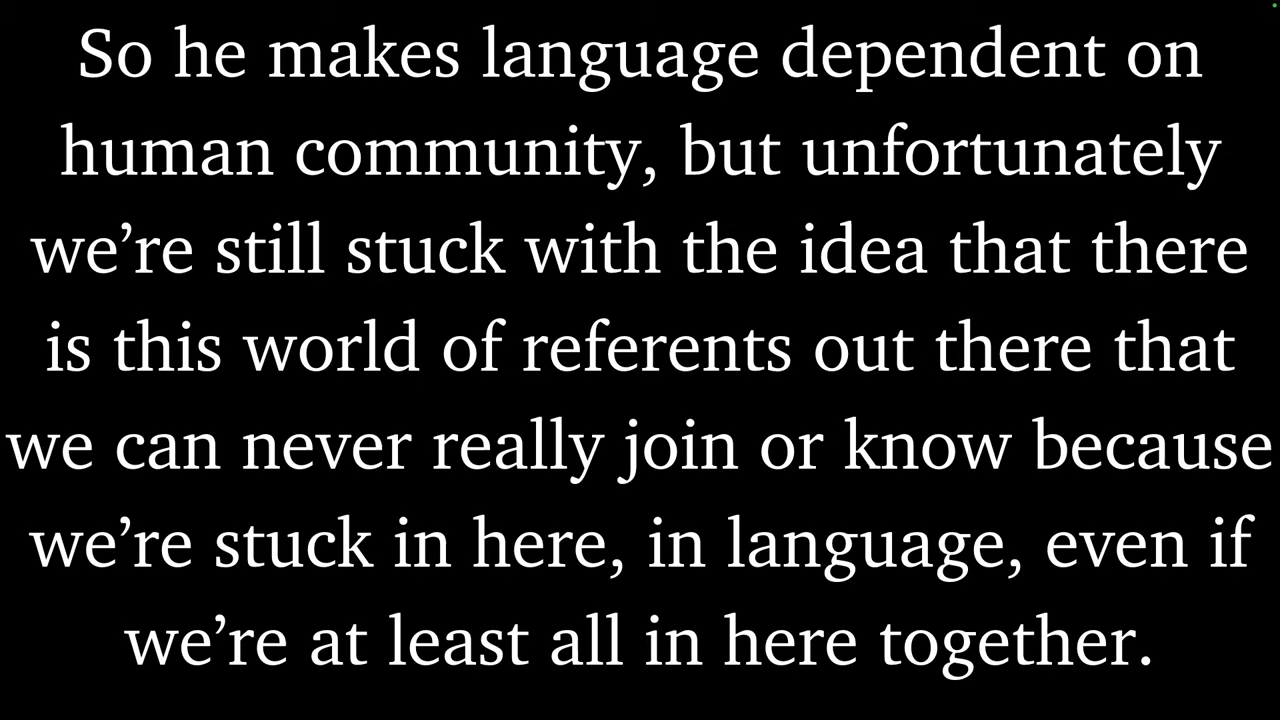 So he makes language dependent on
human community, but unfortunately
we’re still stuck with the idea that there
is this world of referents out there that
we can never really join or know because
we’re stuck in here, in language, even if
we’re at least all in here together.